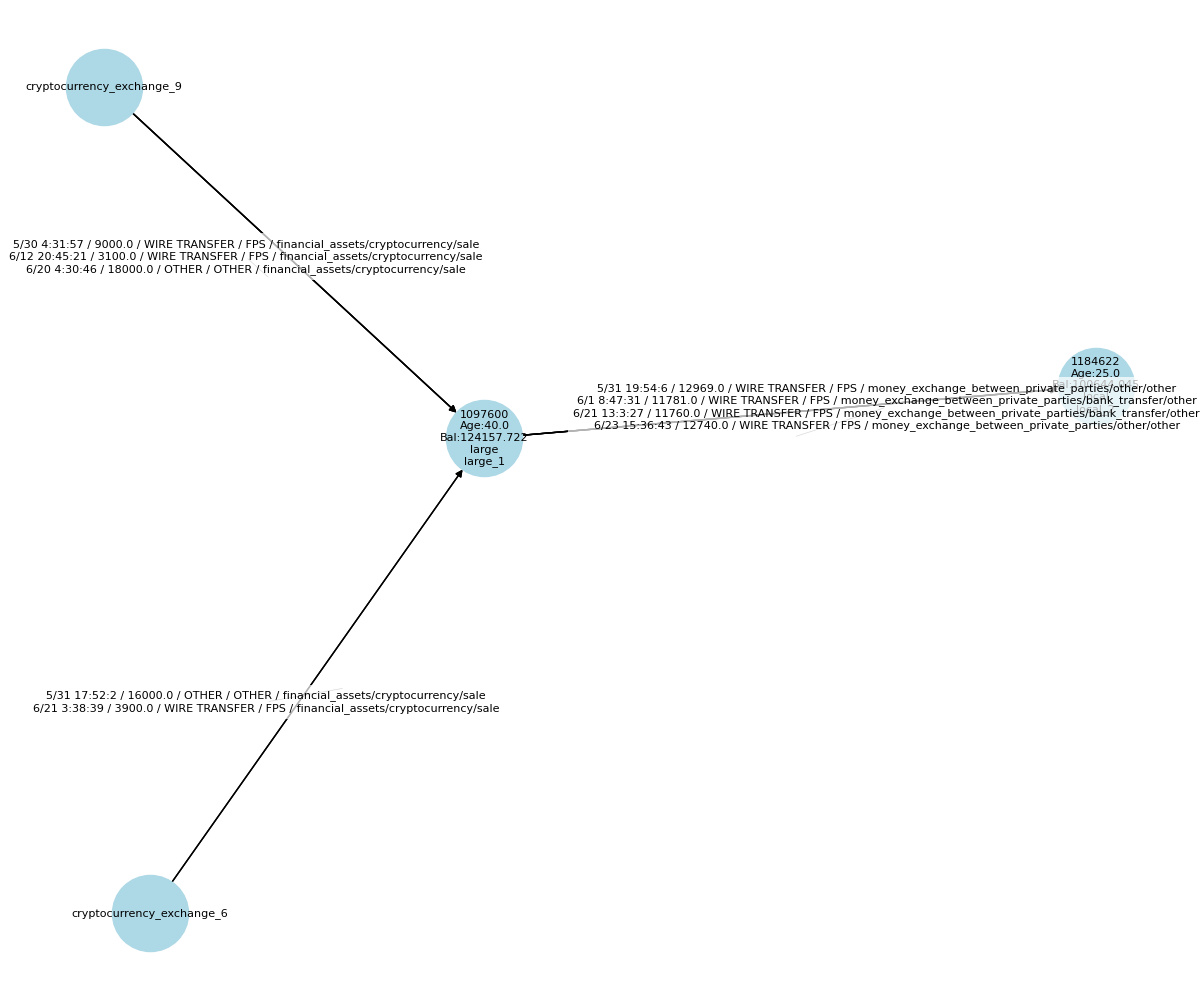 cryptocurrency_exchange_9
5/30 4:31:57 / 9000.0 / WIRE TRANSFER / FPS / financial_assets/cryptocurrency/sale
6/12 20:45:21 / 3100.0 / WIRE TRANSFER / FPS / financial_assets/cryptocurrency/sale
6/20 4:30:46 / 18000.0 / OTHER / OTHER / financial_assets/cryptocurrency/sale
1184622
Age:25.0
5/31 19:54:6 / 12969.0 / WIRE TRANSFER / FPS / money_exchange_between_private_parties/other/other
6/1 8:47:31 / 11781.0 / WIRE TRANSFER / FPS / money_exchange_between_private_parties/bank_transfer/other
6/21 13:3:27 / 11760.0 / WIRE TRANSFER / FPS / money_exchange_between_private_parties/bank_transfer/other
6/23 15:36:43 / 12740.0 / WIRE TRANSFER / FPS / money_exchange_between_private_parties/other/other
1097600
Age:40.0
Bal:124157.722
large
large_1
5/31 17:52:2 / 16000.0 / OTHER / OTHER / financial_assets/cryptocurrency/sale
6/21 3:38:39 / 3900.0 / WIRE TRANSFER / FPS / financial_assets/cryptocurrency/sale
cryptocurrency_exchange_6